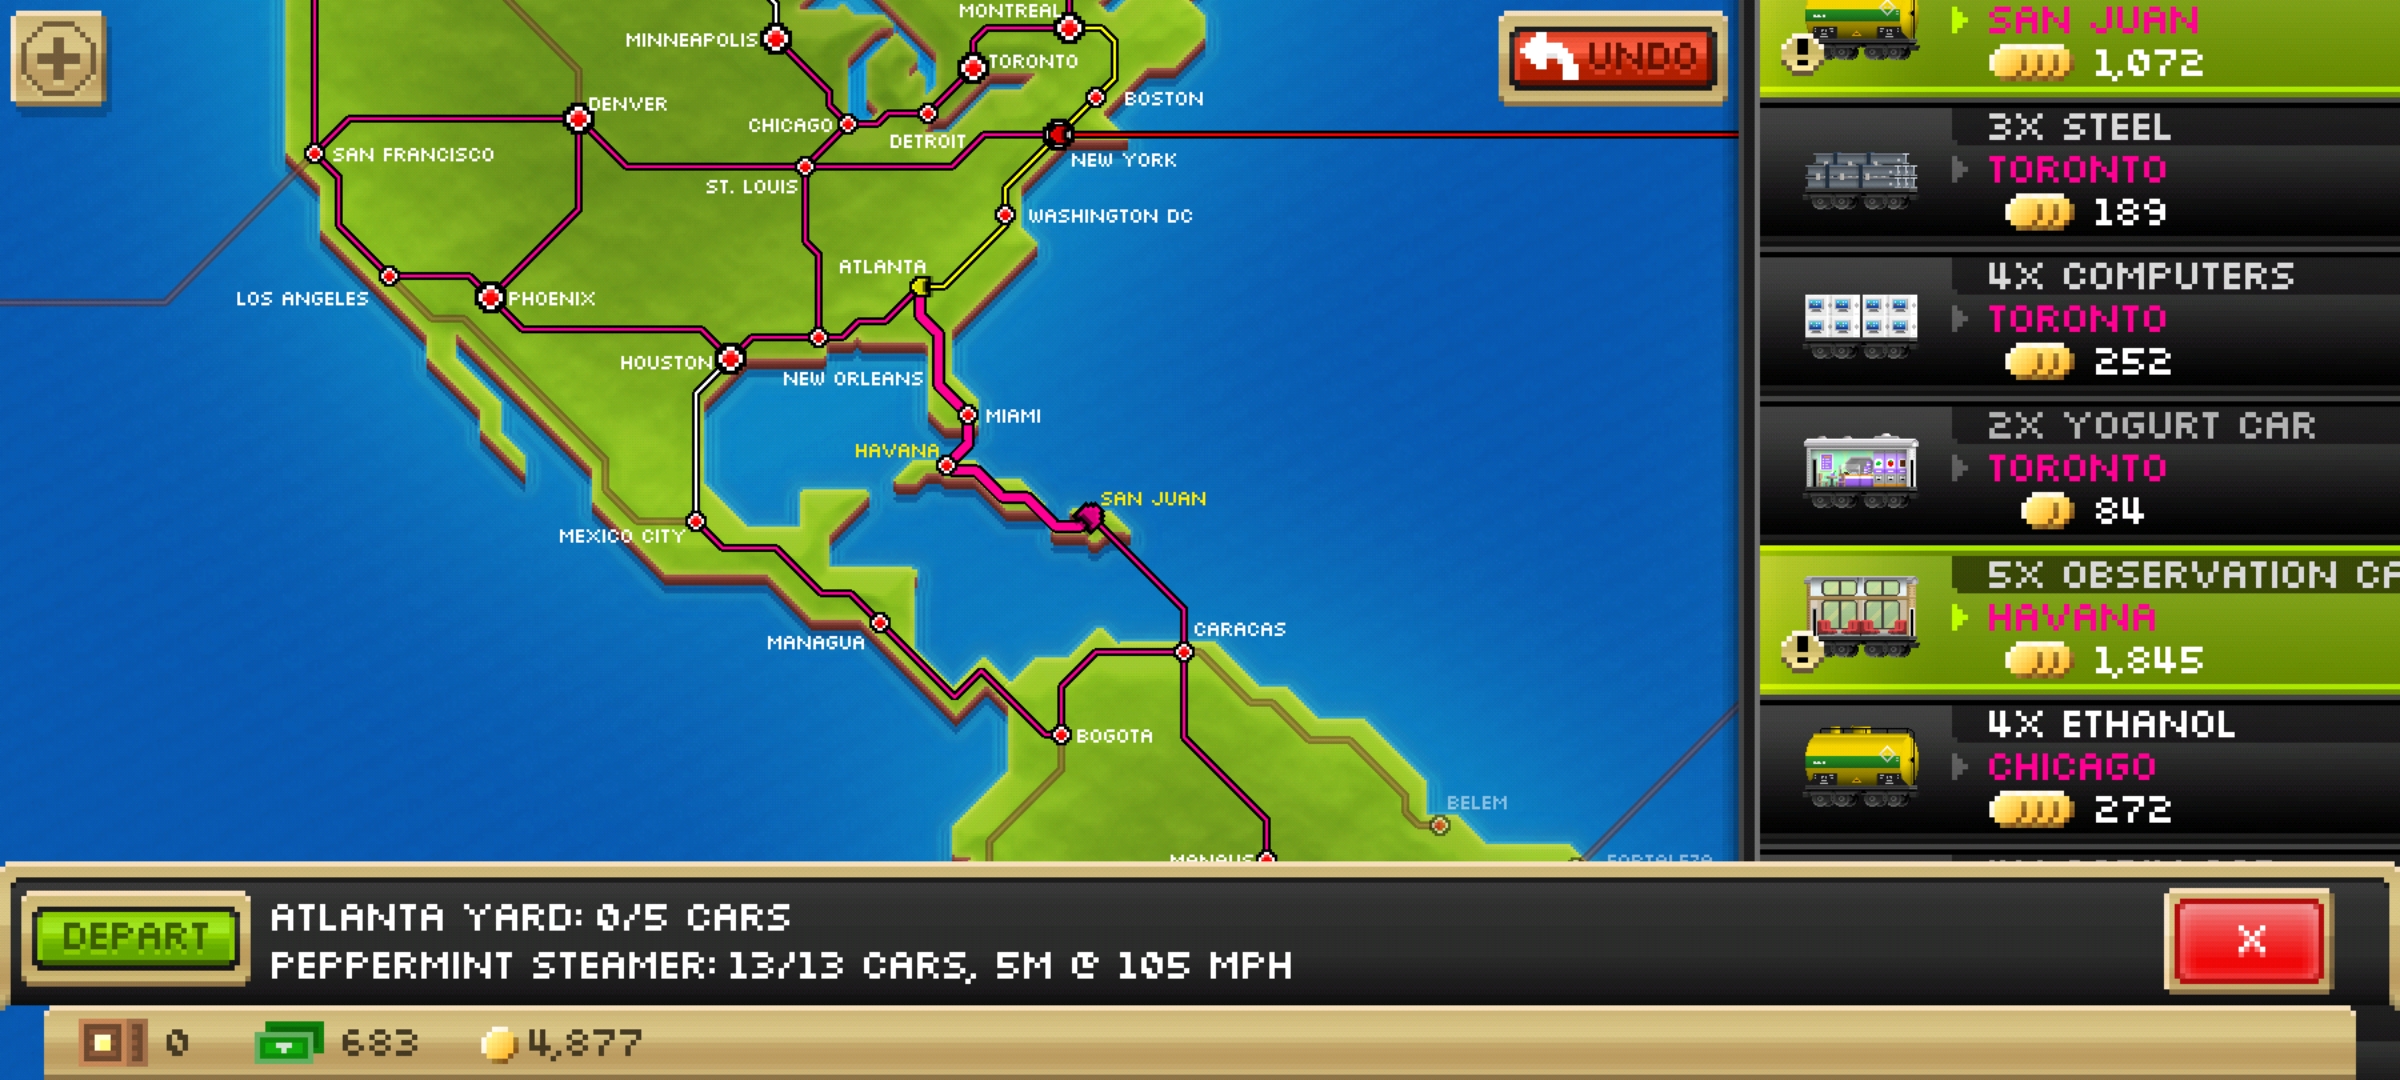 MONTREAL
MINNEAPOLIS
TORONTO
UNDO
SAN JUAN
1,072
DENVER
BOSTON
CHICAGO
DETROIT
3X STEEL
SAN FRANCISCO
NEW YORK
TORONTO
ST. LOUIS
189
WASHINGTON DC
ATLANTA
4X COMPUTERS
LOS ANGELES
PHOENIX
TORONTO
HOUSTON
252
NEW ORLEANS
MIAMI
2X YOGURT CAR
HAVANA
TORONTO
SAN JUAN
84
MEXICO CITY
5X OBSERVATION CA
HAVANA
CARACAS
MANAGUA
1,845
BOGOTA
4X ETHANOL
CHICAGO
BELEM
272
MANAUS
FORTALEZA
DEPART
ATLANTA YARD: 0/5 CARS
PEPPERMINT STEAMER: 13/13 CARS, 5M @ 105 MPH
X
0
683
4,877